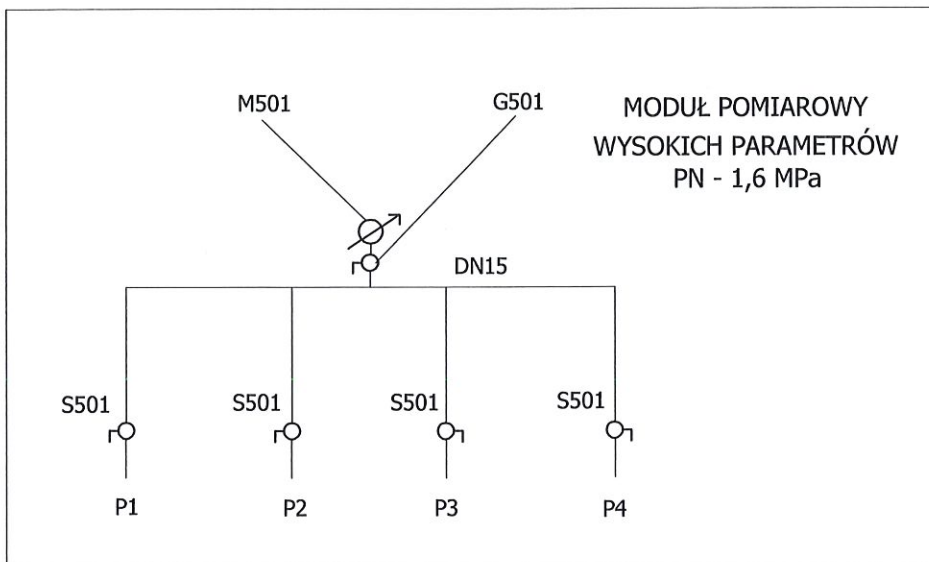 M501
G501
MODUŁ POMIAROWY
WYSOKICH PARAMETRÓW
PN - 1,6 MPa
DN15
S501
S501
S501
S501
P1
P2
P3
P4